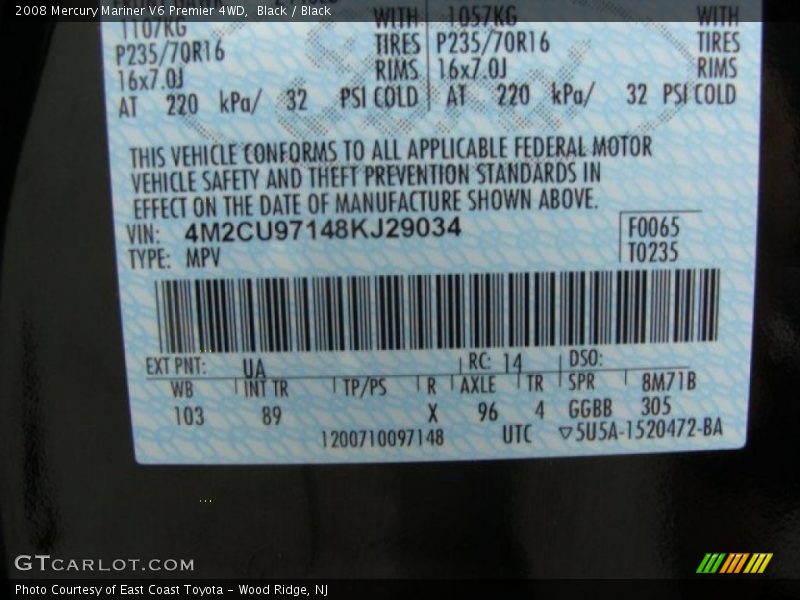 2008 Mercury Mariner V6 Premier 4WD,  Black / Black
1107KG WITH 1057KG WITH
P235/70R16 TIRES P235/70R16 TIRES
16x7.0J RIMS 16x7.0J RIMS
AT 220 kPa/ 32 PSI COLD AT 220 kPa/ 32 PSI COLD
THIS VEHICLE CONFORMS TO ALL APPLICABLE FEDERAL MOTOR
VEHICLE SAFETY AND THEFT PREVENTION STANDARDS IN
EFFECT ON THE DATE OF MANUFACTURE SHOWN ABOVE.
VIN: 4M2CU97148KJ29034 F0065
TYPE: MPV T0235
EXT PNT: UA RC: 14 DSO:
WB INT TR TP/PS R AXLE TR SPR 8M71B
103 89 X 96 4 GGBB 305
1200710097148 UTC ▽5U5A-1520472-BA
GTCARLOT.COM
Photo Courtesy of East Coast Toyota – Wood Ridge, NJ